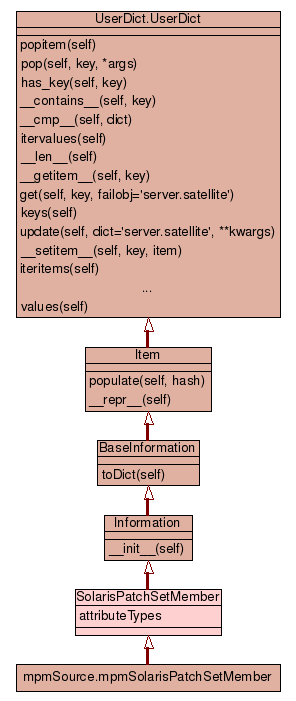 UserDict.UserDict
popitem(self)
pop(self, key, *args)
has_key(self, key)
__contains__(self, key)
__cmp__(self, dict)
itervalues(self)
__len__(self)
__getitem__(self, key)
get(self, key, failobj='server.satellite')
keys(self)
update(self, dict='server.satellite', **kwargs)
__setitem__(self, key, item)
iteritems(self)
...
values(self)
Item
populate(self, hash)
__repr__(self)
BaseInformation
toDict(self)
Information
__init__(self)
SolarisPatchSetMember
attributeTypes
mpmSource.mpmSolarisPatchSetMember